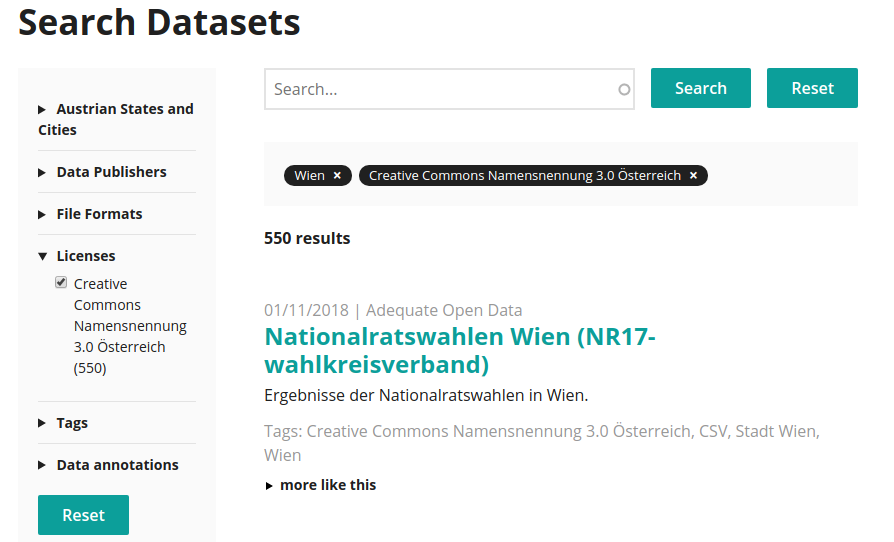 Search Datasets
Austrian States and
Cities
Data Publishers
File Formats
Licenses
Creative
Commons
Namensnennung
3.0 Österreich
(550)
Tags
Data annotations
Reset
Search...
Search
Reset
Wien ×
Creative Commons Namensnennung 3.0 Österreich ×
550 results
01/11/2018 | Adequate Open Data
Nationalratswahlen Wien (NR17-
wahlkreisverband)
Ergebnisse der Nationalratswahlen in Wien.
Tags: Creative Commons Namensnennung 3.0 Österreich, CSV, Stadt Wien,
Wien
more like this